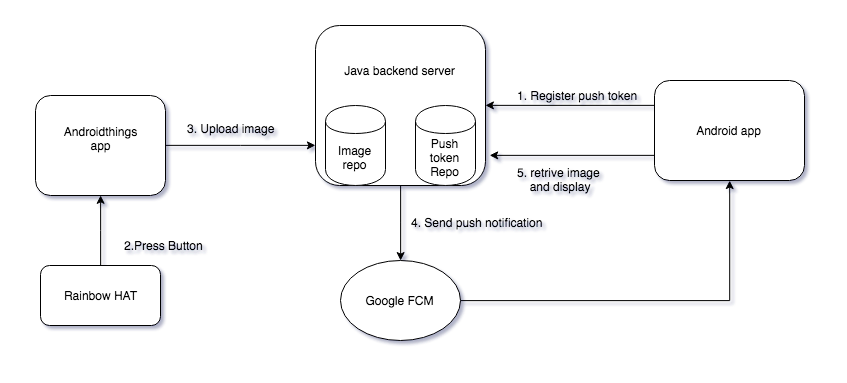 Java backend server
1. Register push token
Androidthings
app
3. Upload image
Android app
Image
repo
Push
token
Repo
5. retrive image
and display
4. Send push notification
2.Press Button
Rainbow HAT
Google FCM